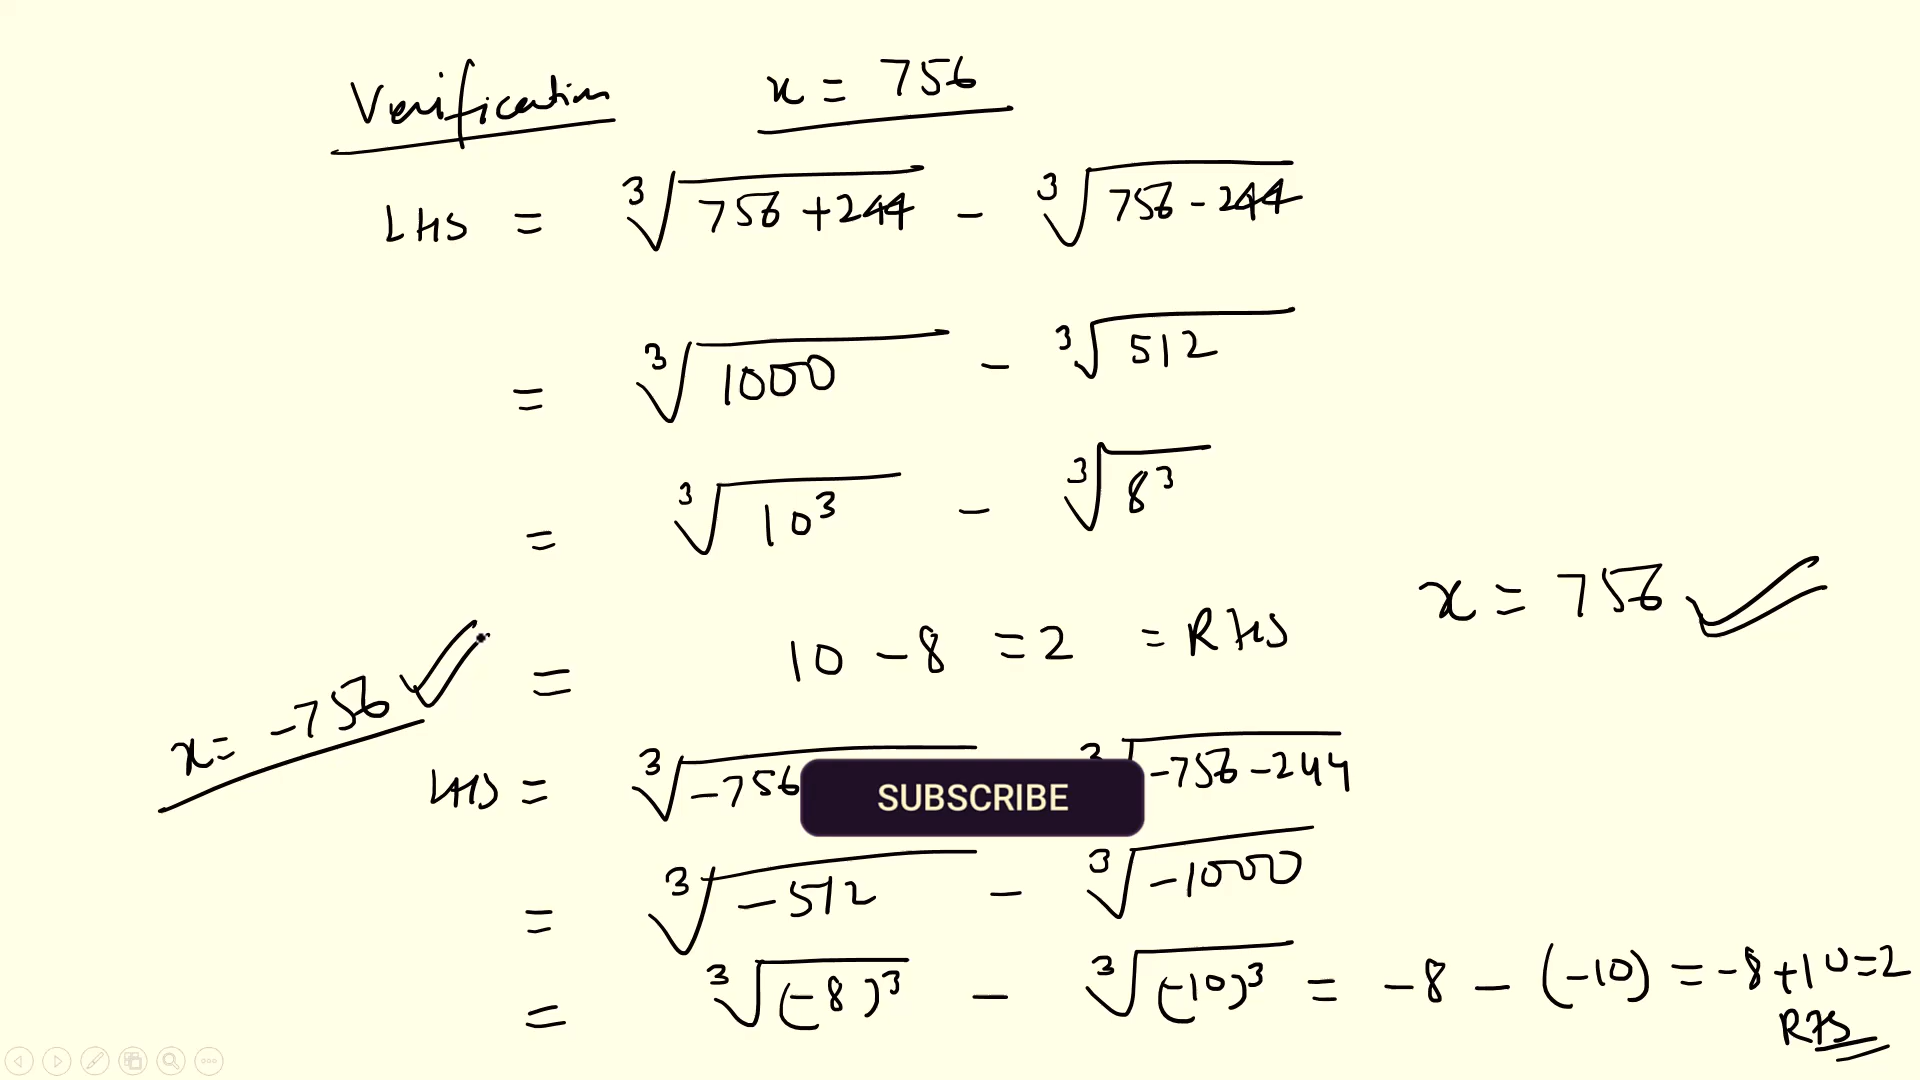 Verification x = 756
LHS = ∛(756 + 244) - ∛(756 - 244)
= ∛1000 - ∛512
= ∛10³ - ∛8³
= 10 - 8 = 2 = RHS
x = 756 ✓
x = -756 ✓
LHS = ∛-756 ∛-756 - 244
SUBSCRIBE
= ∛-512 - ∛-1000
= ∛(-8)³ - ∛(-10)³ = -8 - (-10) = -8 + 10 = 2
RHS